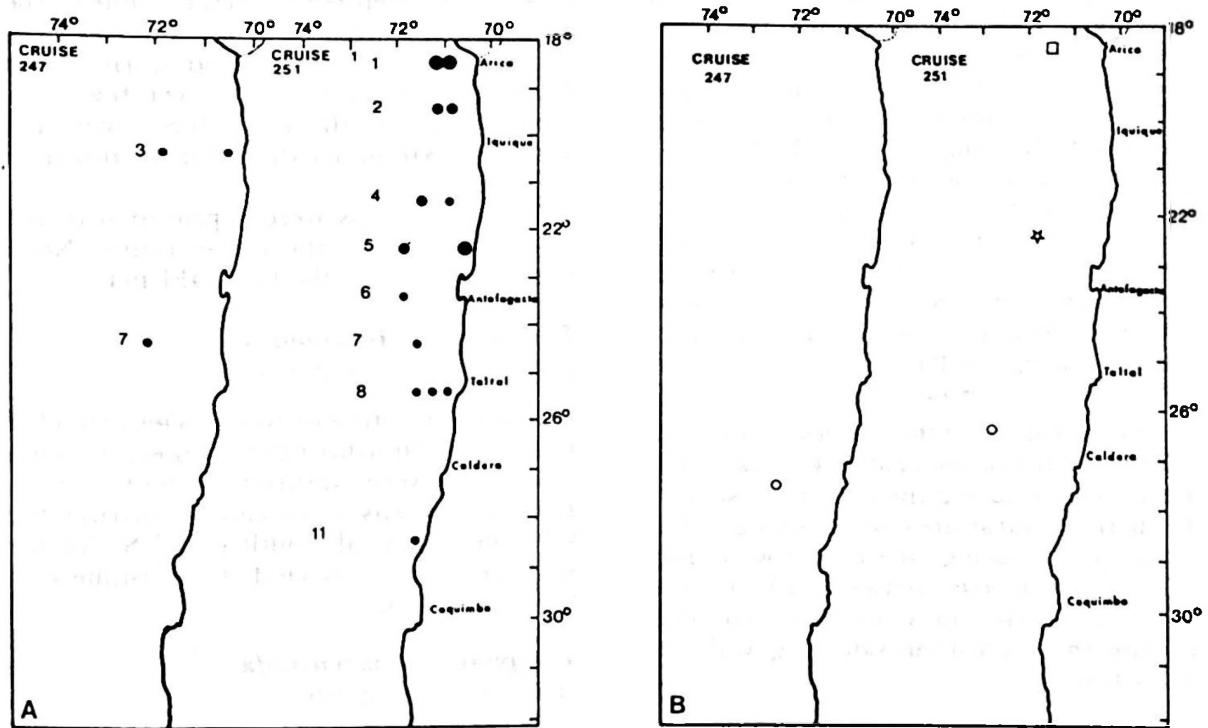 74° 72° 70° 72° 70°
74° 72° 70° 74° 72° 70°
18°
18°
CRUISE
247
CRUISE
251
1
1
Arica
2
Iquique
3
4
22°
5
6
Antofagasta
7
7
8
Taltal
26°
Caldera
11
Coquimbo
30°
A
CRUISE
247
CRUISE
251
Arica
Iquique
22°
Antofagasta
Taltal
26°
Caldera
Coquimbo
30°
B